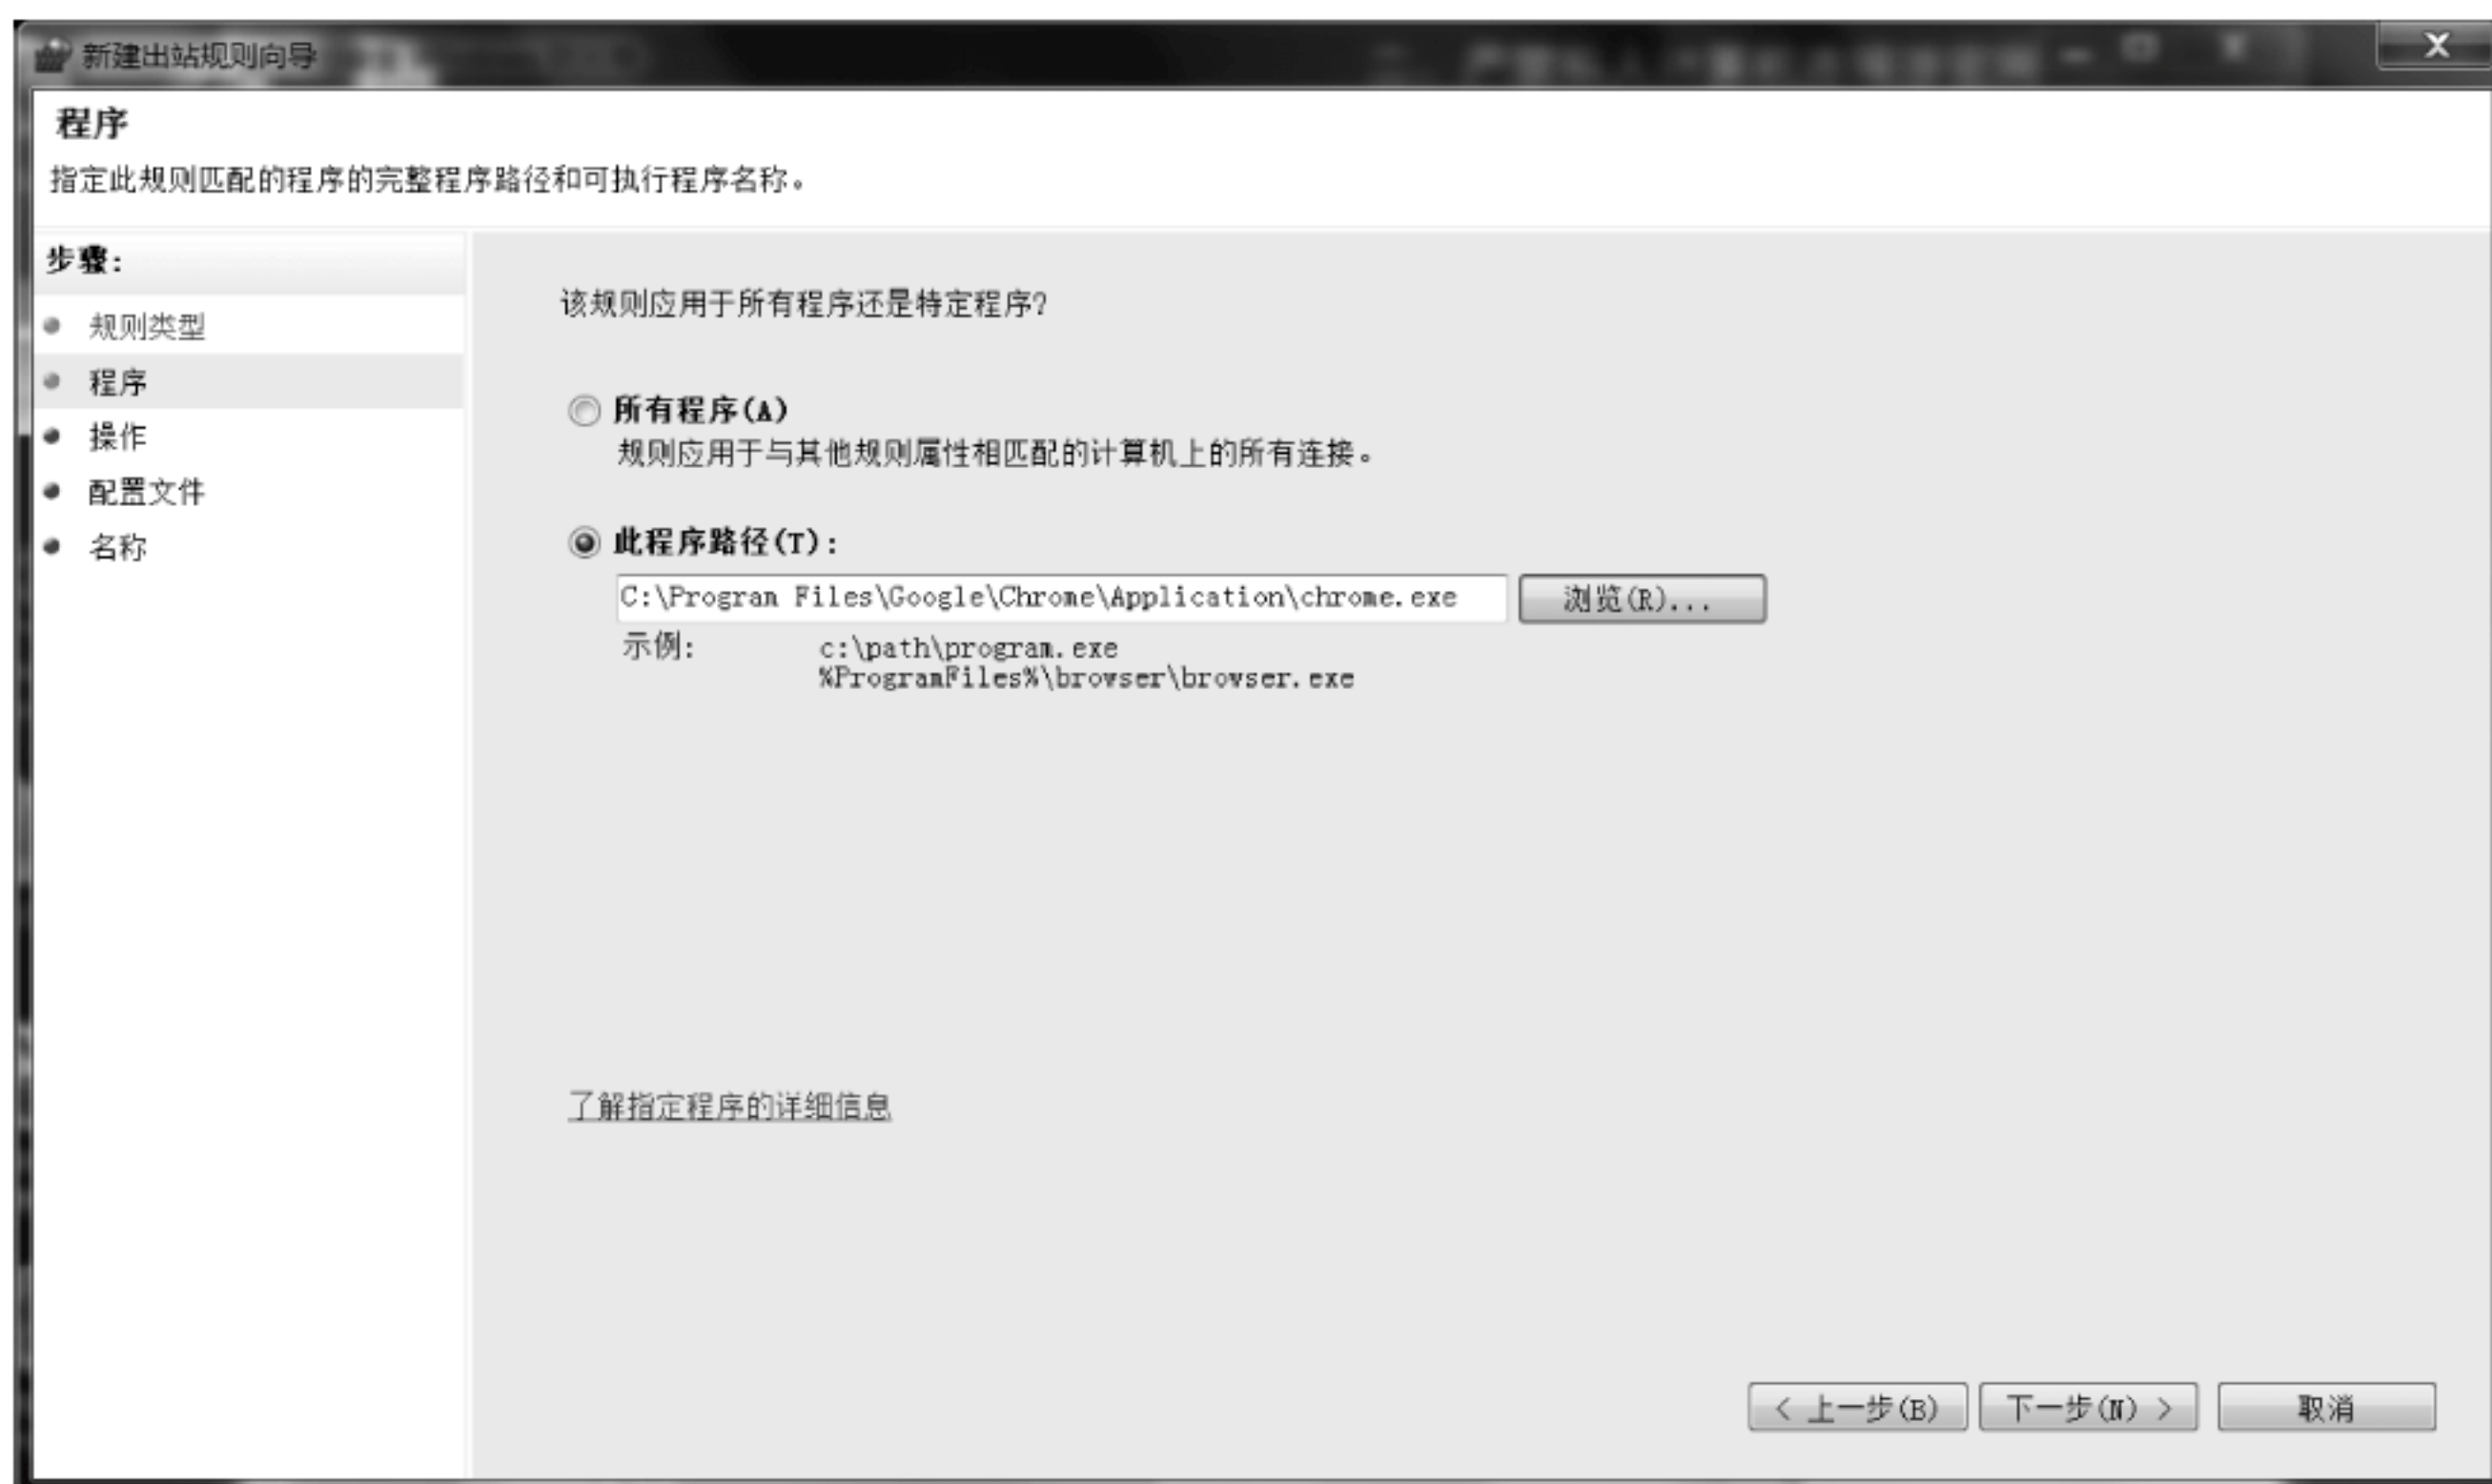 新建出站规则向导
程序
指定此规则匹配的程序的完整程序路径和可执行程序名称。
步骤:
规则类型
程序
操作
配置文件
名称
该规则应用于所有程序还是特定程序?
所有程序(A)
规则应用于与其他规则属性相匹配的计算机上的所有连接。
此程序路径(T):
C:\Program Files\Google\Chrome\Application\chrome.exe 浏览(R)...
示例: c:\path\program.exe
%ProgramFiles%\browser\browser.exe
了解指定程序的详细信息
< 上一步(B) 下一步(N) > 取消